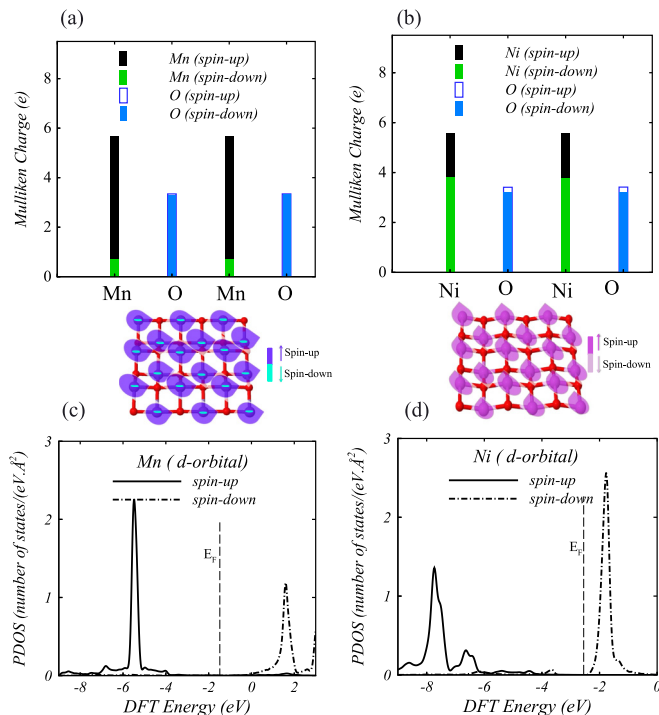 (a)
Mulliken Charge (e)
8
6
4
2
0
Mn (spin-up)
Mn (spin-down)
O (spin-up)
O (spin-down)
Mn O Mn O
(b)
Mulliken Charge (e)
8
6
4
2
0
Ni (spin-up)
Ni (spin-down)
O (spin-up)
O (spin-down)
Ni O Ni O
Spin-up
Spin-down
Spin-up
Spin-down
(c)
PDOS (number of states/(eV.Å²)
3
2
1
0
Mn ( d-orbital)
spin-up
spin-down
E_F
-8 -6 -4 -2 0 2
DFT Energy (eV)
(d)
PDOS (number of states/(eV.Å²)
3
2
1
0
Ni ( d-orbital)
spin-up
spin-down
E_F
-8 -6 -4 -2 0
DFT Energy (eV)